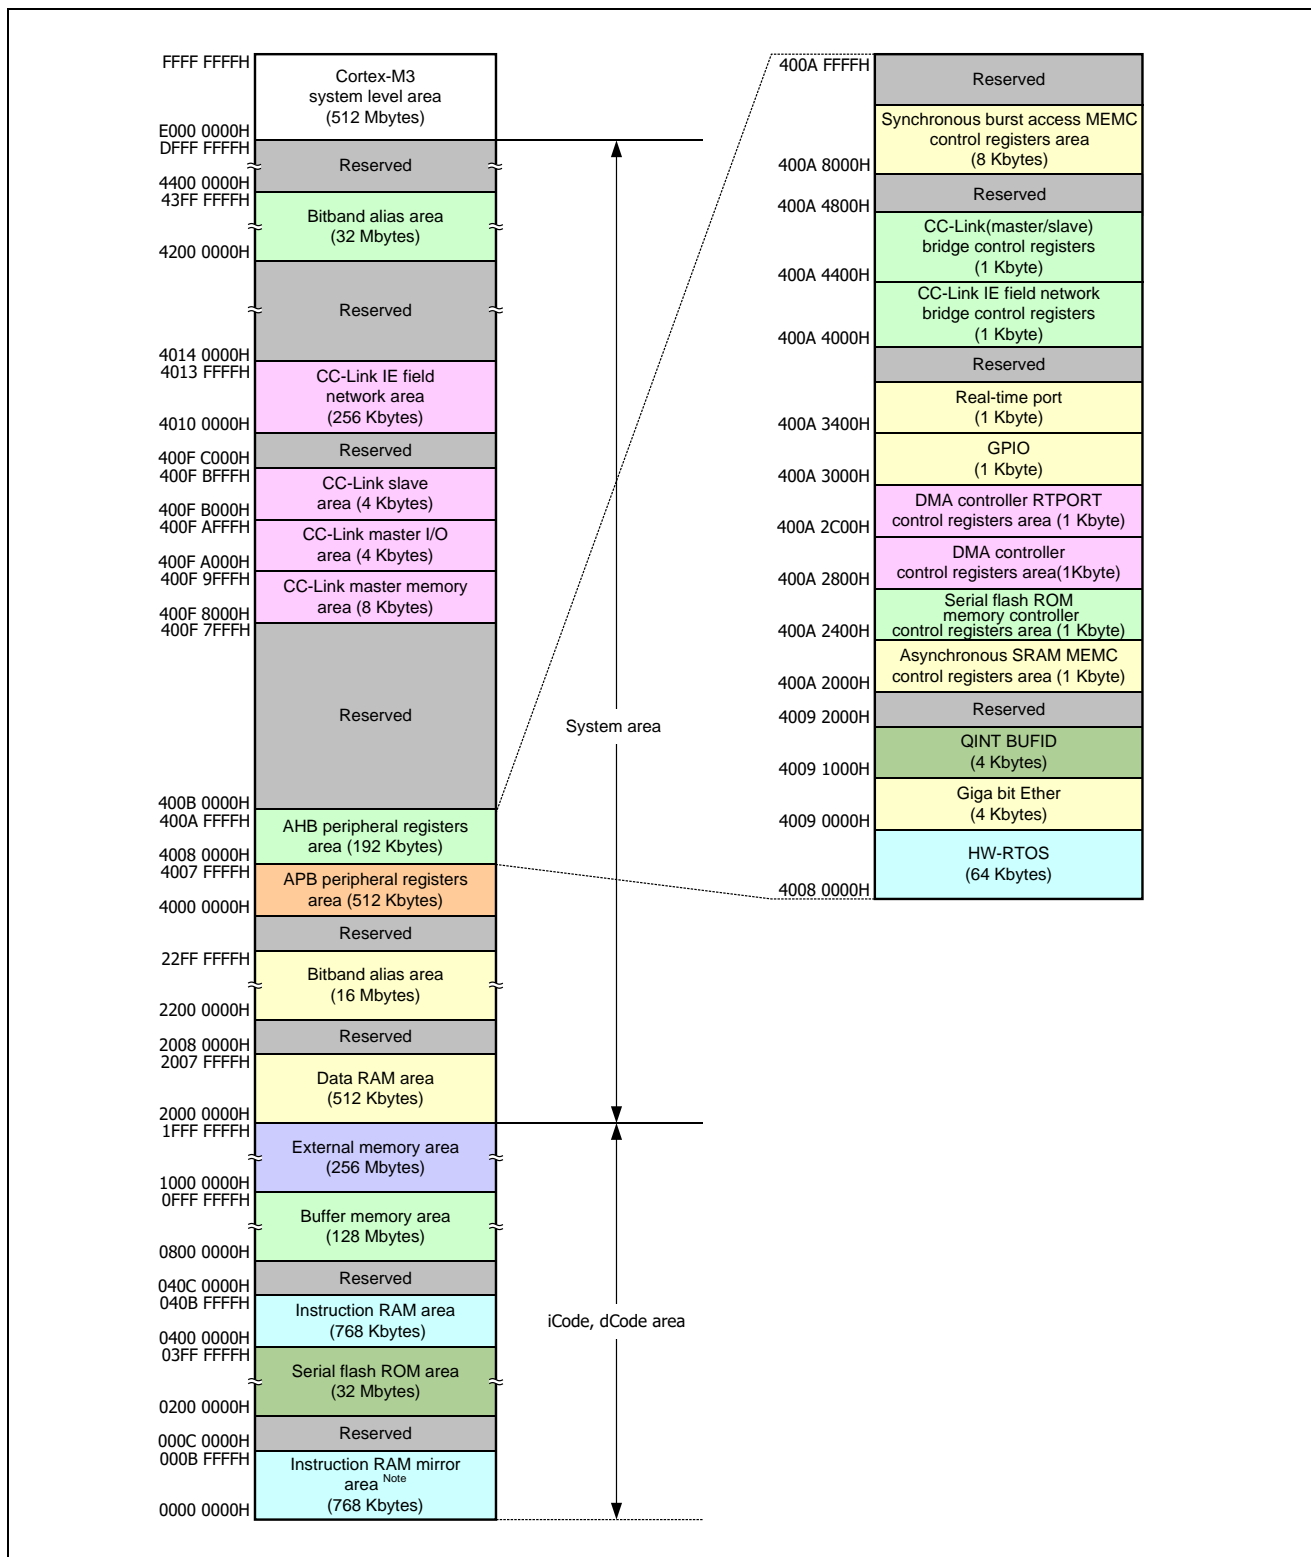 FFFF FFFFH
Cortex-M3
system level area
(512 Mbytes)
E000 0000H
DFFF FFFFH
Reserved
4400 0000H
43FF FFFFH
Bitband alias area
(32 Mbytes)
4200 0000H
Reserved
4014 0000H
4013 FFFFH
CC-Link IE field
network area
(256 Kbytes)
4010 0000H
Reserved
400F C000H
400F BFFFH
CC-Link slave
area (4 Kbytes)
400F B000H
400F AFFFH
CC-Link master I/O
area (4 Kbytes)
400F A000H
400F 9FFFH
CC-Link master memory
area (8 Kbytes)
400F 8000H
400F 7FFFH
Reserved
400B 0000H
400A FFFFH
AHB peripheral registers
area (192 Kbytes)
4008 0000H
4007 FFFFH
APB peripheral registers
area (512 Kbytes)
4000 0000H
Reserved
22FF FFFFH
Bitband alias area
(16 Mbytes)
2200 0000H
Reserved
2008 0000H
2007 FFFFH
Data RAM area
(512 Kbytes)
2000 0000H
1FFF FFFFH
External memory area
(256 Mbytes)
1000 0000H
0FFF FFFFH
Buffer memory area
(128 Mbytes)
0800 0000H
Reserved
040C 0000H
040B FFFFH
Instruction RAM area
(768 Kbytes)
0400 0000H
03FF FFFFH
Serial flash ROM area
(32 Mbytes)
0200 0000H
Reserved
000C 0000H
000B FFFFH
Instruction RAM mirror
area Note
(768 Kbytes)
0000 0000H
System area
iCode, dCode area
400A FFFFH
Reserved
Synchronous burst access MEMC
control registers area
(8 Kbytes)
400A 8000H
Reserved
400A 4800H
CC-Link(master/slave)
bridge control registers
(1 Kbyte)
400A 4400H
CC-Link IE field network
bridge control registers
(1 Kbyte)
400A 4000H
Reserved
Real-time port
(1 Kbyte)
400A 3400H
GPIO
(1 Kbyte)
400A 3000H
DMA controller RTPORT
control registers area (1 Kbyte)
400A 2C00H
DMA controller
control registers area(1Kbyte)
400A 2800H
Serial flash ROM
memory controller
control registers area (1 Kbyte)
400A 2400H
Asynchronous SRAM MEMC
control registers area (1 Kbyte)
400A 2000H
Reserved
4009 2000H
QINT BUFID
(4 Kbytes)
4009 1000H
Giga bit Ether
(4 Kbytes)
4009 0000H
HW-RTOS
(64 Kbytes)
4008 0000H